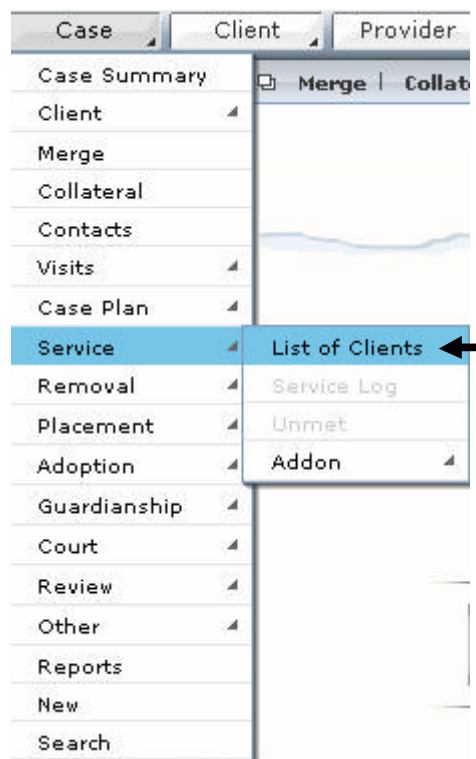 Case Client Provider
Merge | Collat
Case Summary
Client
Merge
Collateral
Contacts
Visits
Case Plan
Service
List of Clients
Service Log
Unmet
Addon
Removal
Placement
Adoption
Guardianship
Court
Review
Other
Reports
New
Search